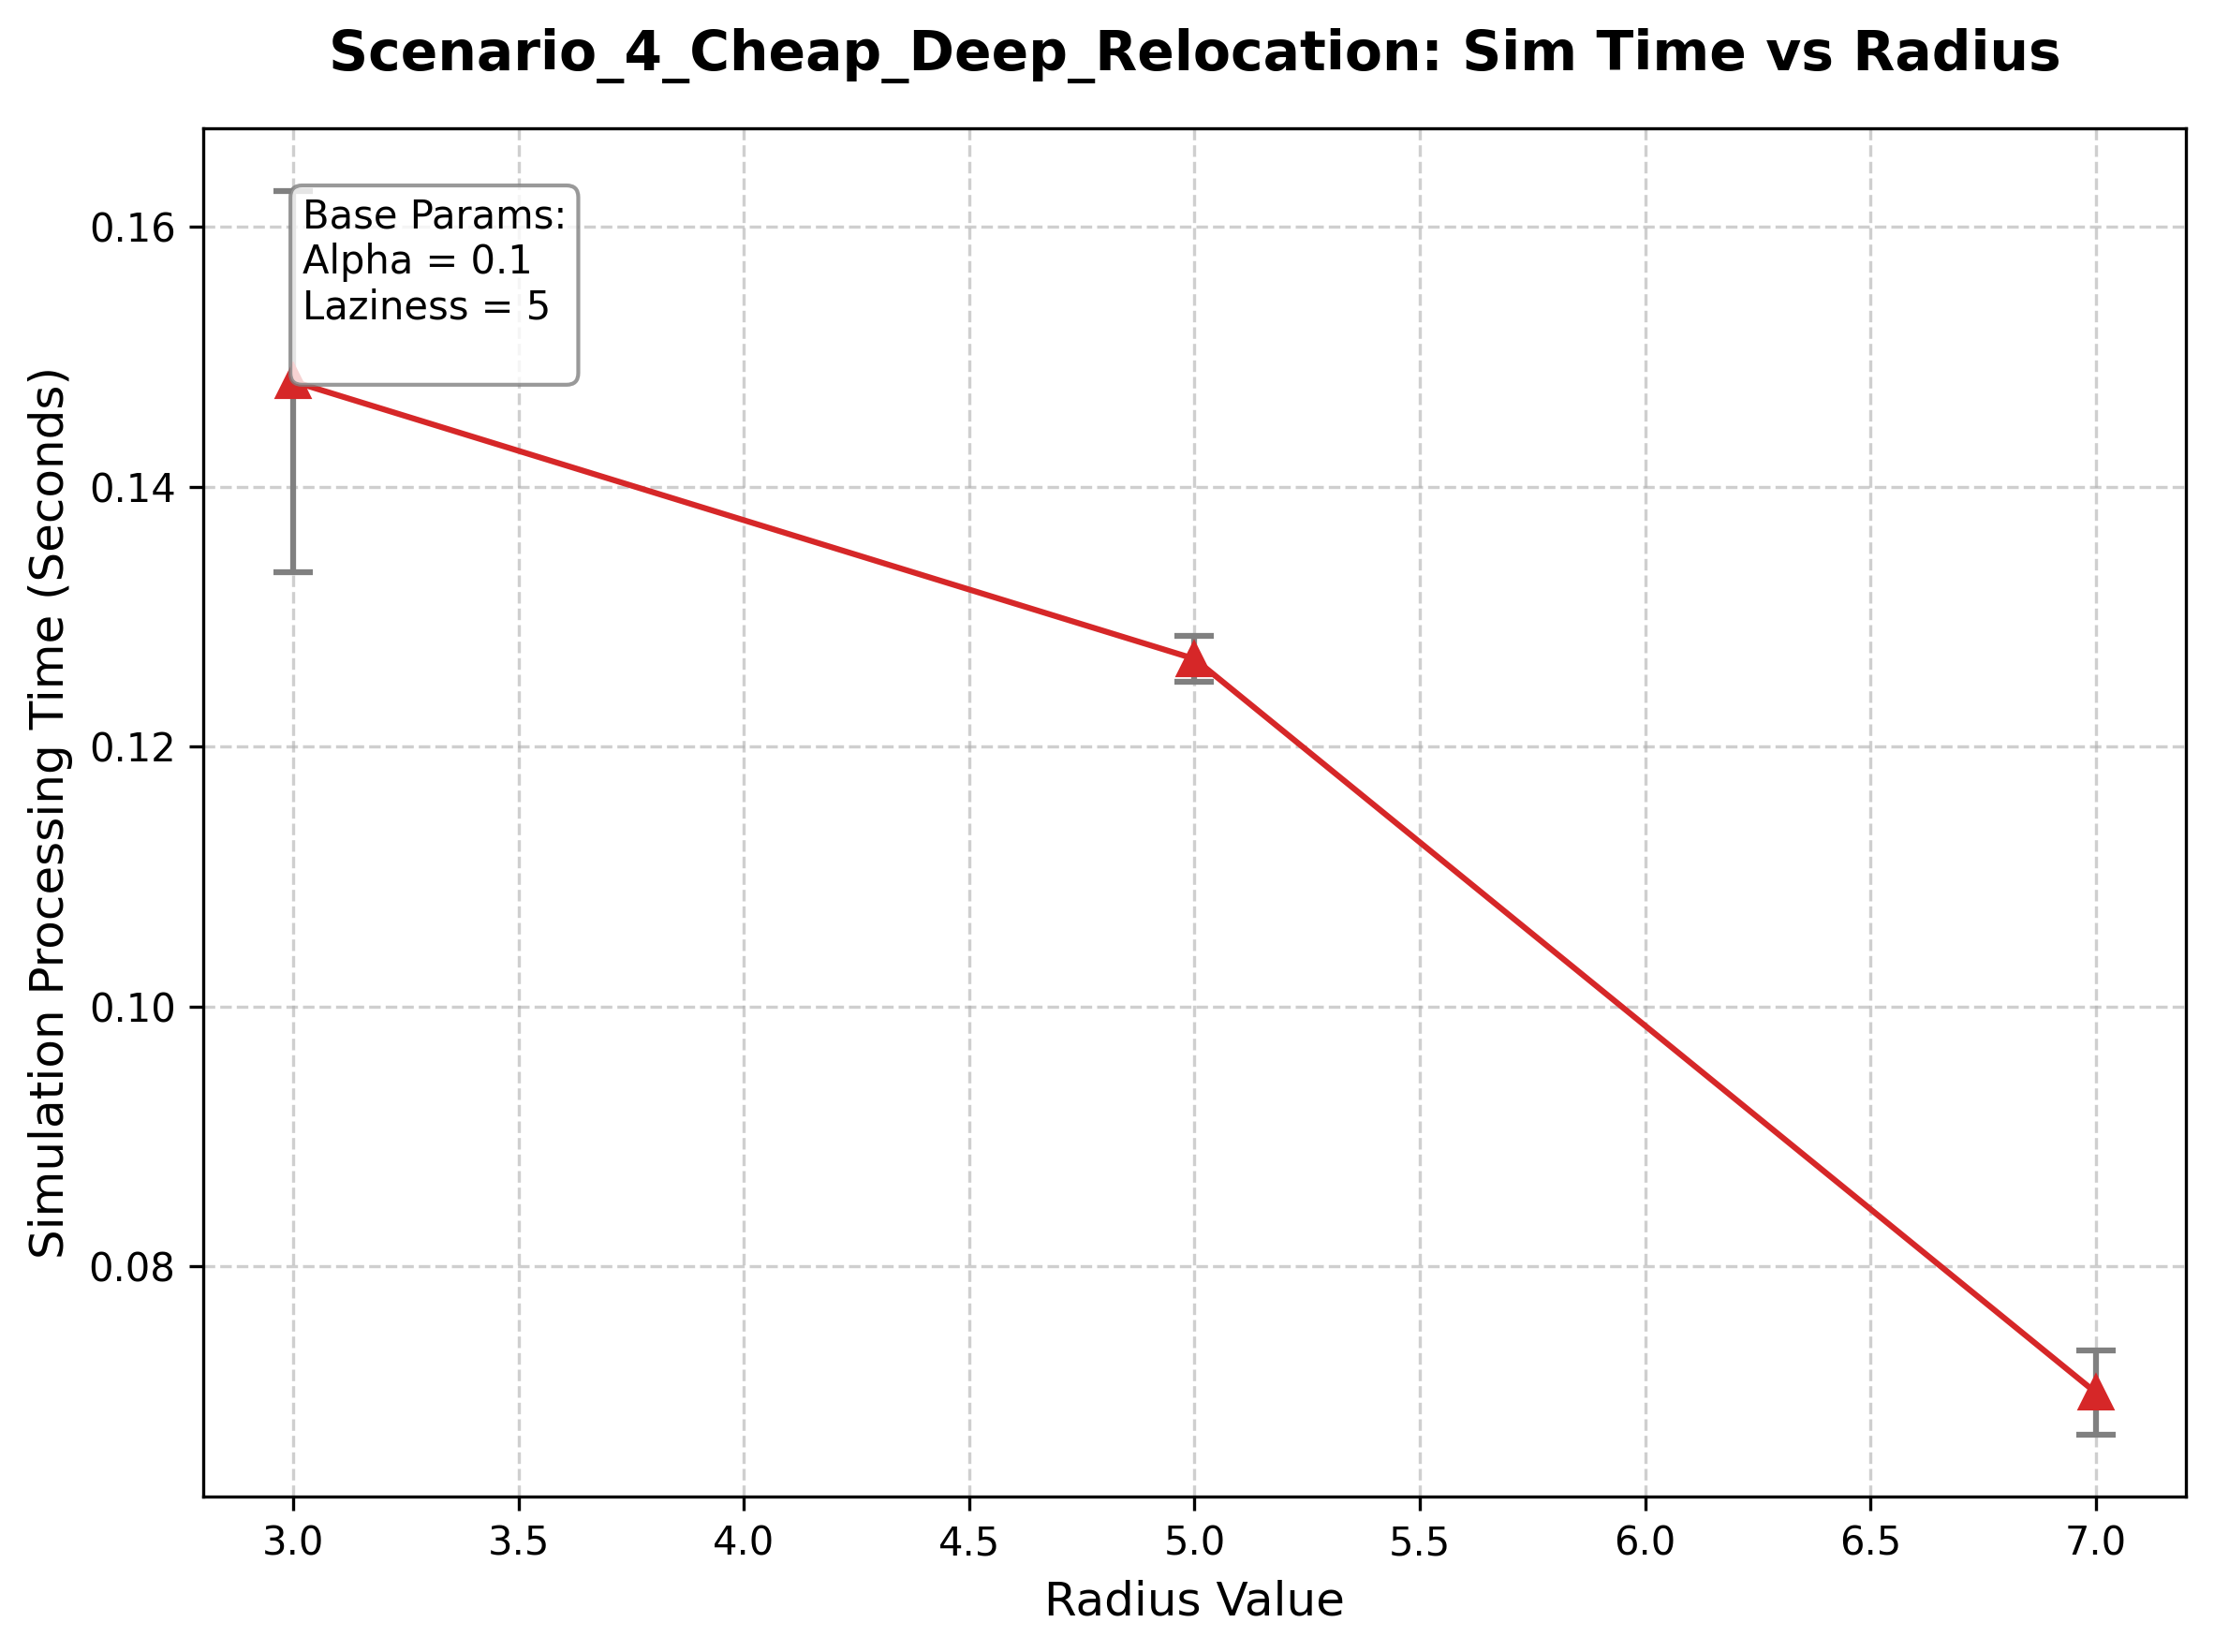 Scenario_4_Cheap_Deep_Relocation: Sim Time vs Radius
Base Params:
Alpha = 0.1
Laziness = 5
0.16
0.14
0.12
0.10
0.08
Simulation Processing Time (Seconds)
3.0 3.5 4.0 4.5 5.0 5.5 6.0 6.5 7.0
Radius Value